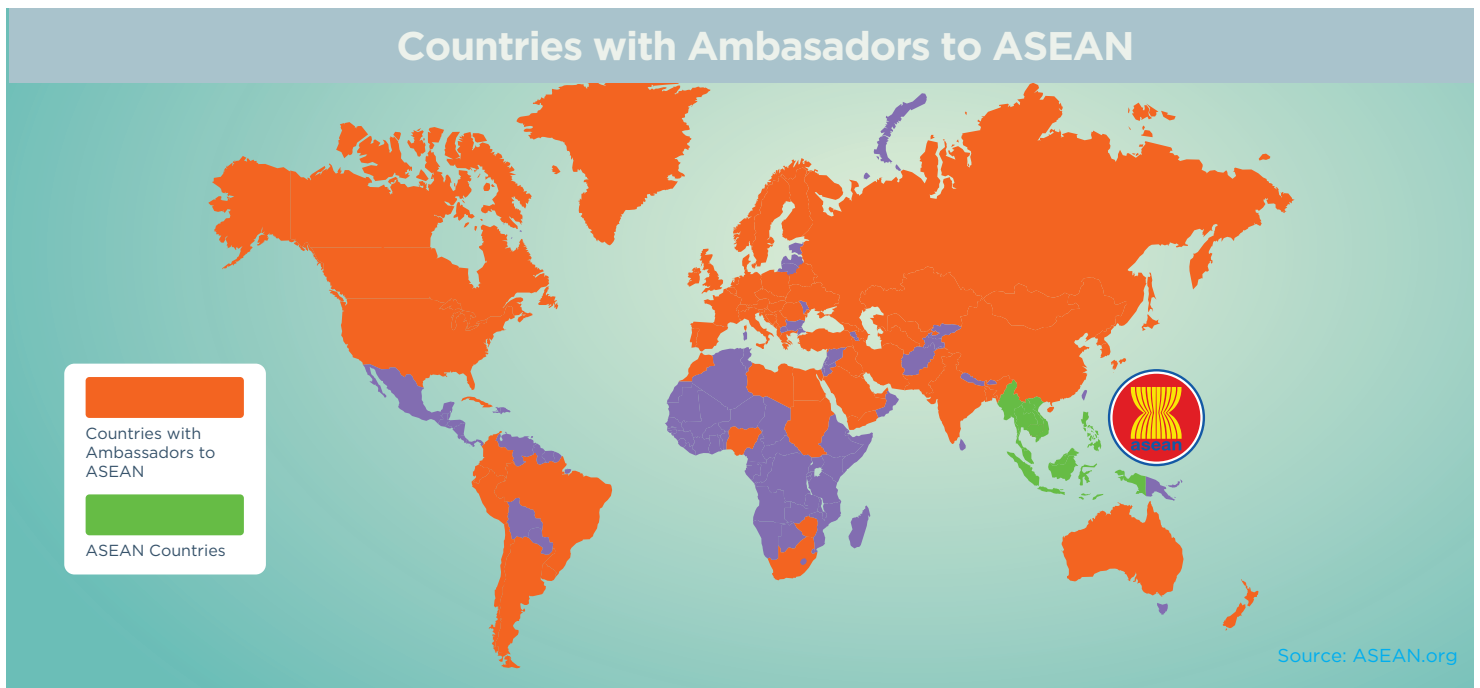 Countries with Ambasadors to ASEAN
Countries with
Ambassadors to
ASEAN
ASEAN Countries
asean
Source: ASEAN.org